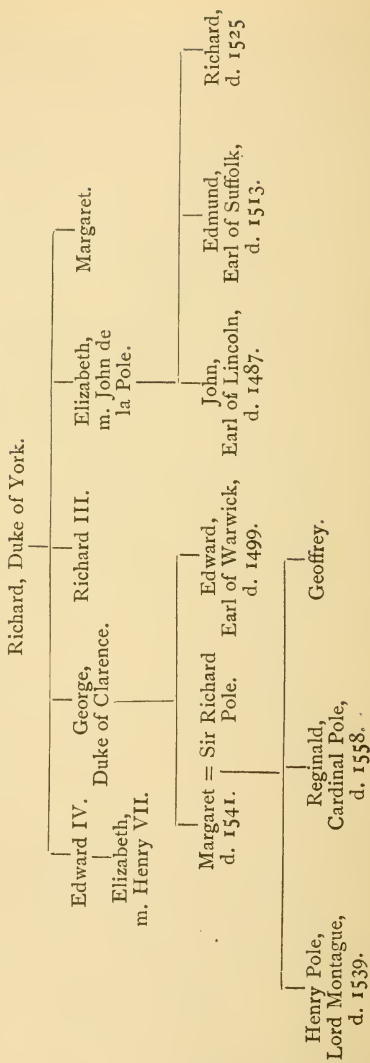 Richard, Duke of York.
Edward IV.
George,
Duke of Clarence.
Richard III.
Elizabeth,
m. John de
la Pole.
Margaret.
Elizabeth,
m. Henry VII.
Margaret = Sir Richard
d. 1541.
Pole.
Edward,
Earl of Warwick,
d. 1499.
John,
Earl of Lincoln,
d. 1487.
Edmund,
Earl of Suffolk,
d. 1513.
Richard,
d. 1525
Henry Pole,
Lord Montague,
d. 1539.
Reginald,
Cardinal Pole,
d. 1558.
Geoffrey.